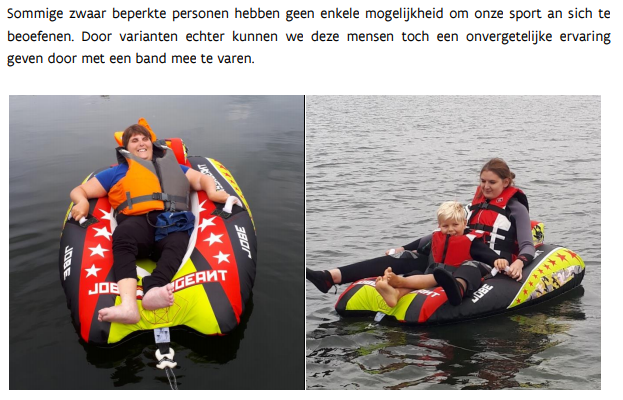 Sommige zwaar beperkte personen hebben geen enkele mogelijkheid om onze sport an sich te
beoefenen. Door varianten echter kunnen we deze mensen toch een onvergetelijke ervaring
geven door met een band mee te varen.
JOBE
JOBE
JOBE